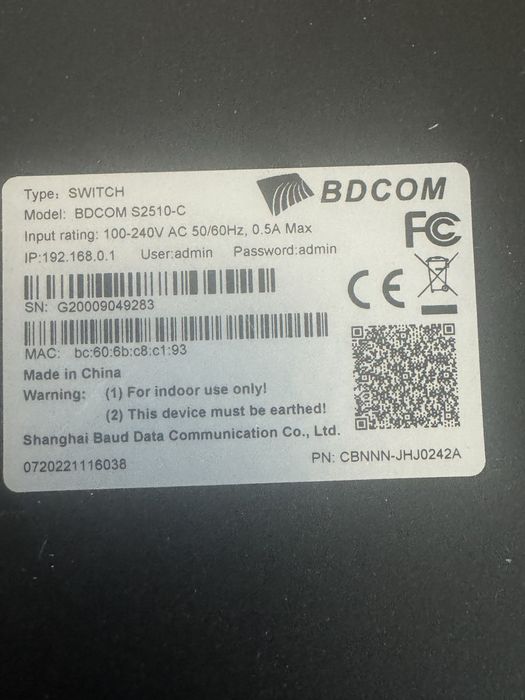 BDCOM
Type: SWITCH
Model: BDCOM S2510-C
Input rating: 100-240V AC 50/60Hz, 0.5A Max
IP:192.168.0.1 User:admin Password:admin
FC
CE
SN: G20009049283
MAC: bc:60:6b:c8:c1:93
Made in China
Warning: (1) For indoor use only!
(2) This device must be earthed!
Shanghai Baud Data Communication Co., Ltd.
0720221116038
PN: CBNNN-JHJ0242A